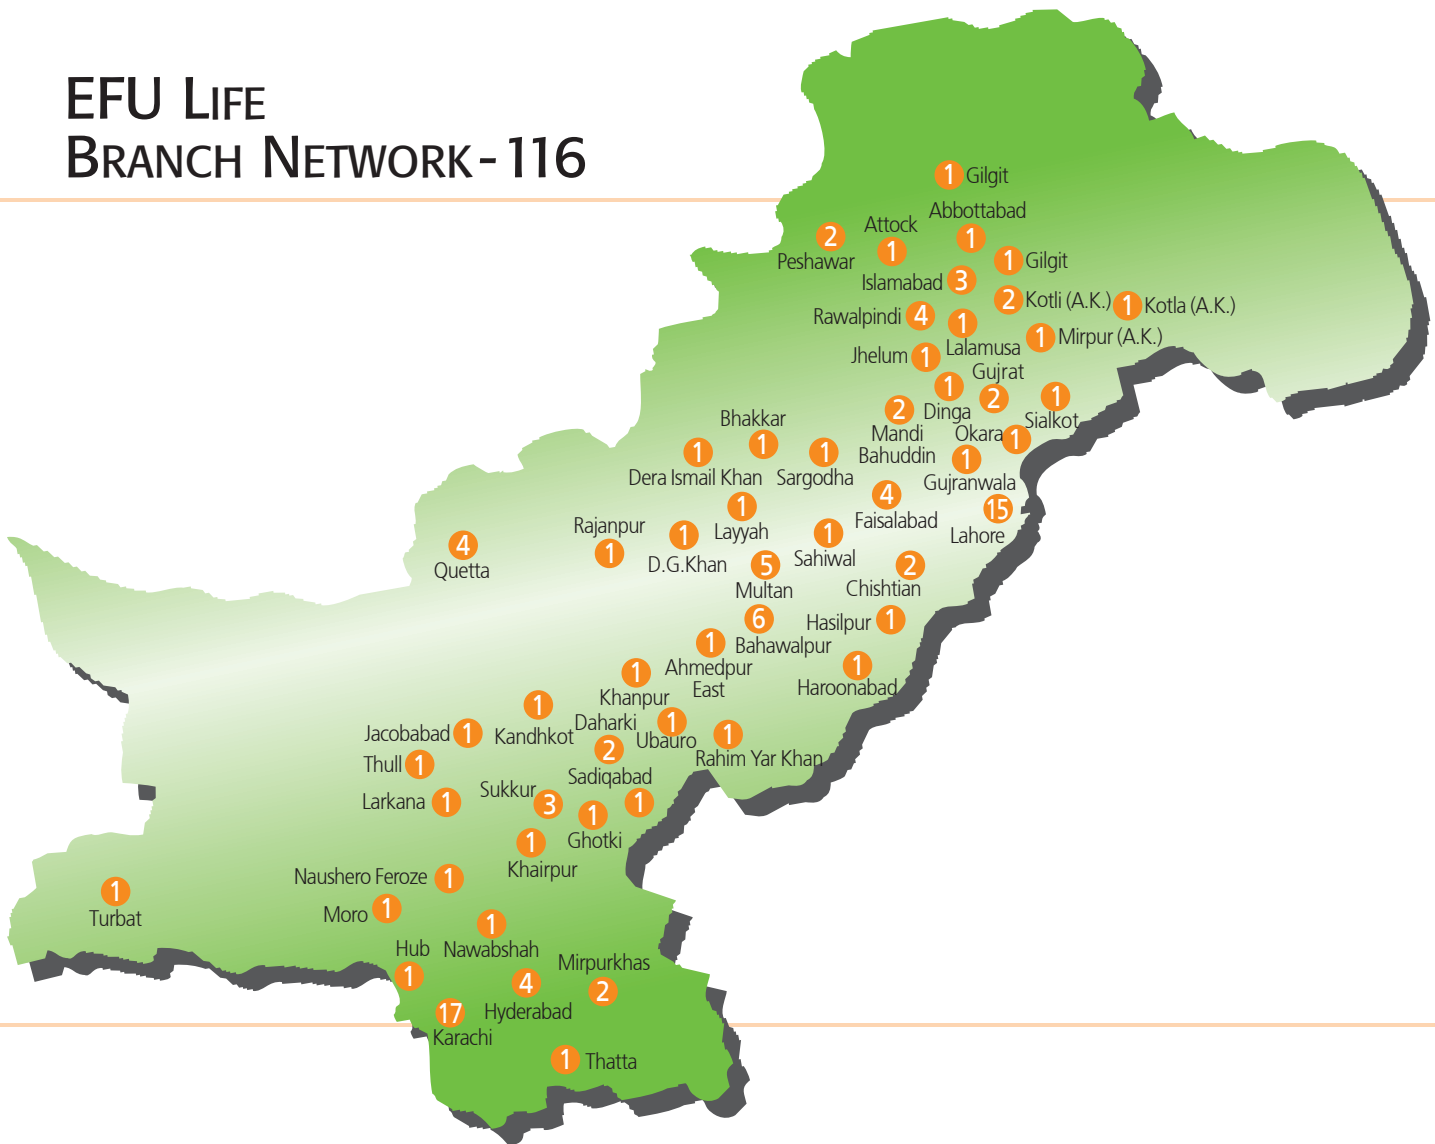 EFU LIFE
BRANCH NETWORK - 116
1 Gilgit
Abbottabad
1
Attock
1
2
Peshawar
1 Gilgit
Islamabad 3
2 Kotli (A.K.)
1 Kotla (A.K.)
Rawalpindi 4
1
Lalamusa
1 Mirpur (A.K.)
Jhelum 1
Gujrat
2
1
Dinga
1
Sialkot
2
Mandi
Bahuddin
Okara 1
Bhakkar
1
1
Dera Ismail Khan
1
Sargodha
1
Gujranwala
4
Faisalabad
15
Lahore
1
Layyah
Rajanpur
1
1
D.G.Khan
1
Sahiwal
4
Quetta
5
Multan
2
Chishtian
6
Bahawalpur
Hasilpur 1
1
Ahmedpur
East
1
Haroonabad
1
Khanpur
1
Kandhkot
Daharki
2
1
Ubauro
1
Rahim Yar Khan
Jacobabad 1
Thull 1
Larkana 1
Sadiqabad
1
Sukkur 3
1
Ghotki
1
Khairpur
Naushero Feroze 1
1
Turbat
Moro 1
1
Nawabshah
Hub
1
Mirpurkhas
2
4
Hyderabad
17
Karachi
1 Thatta